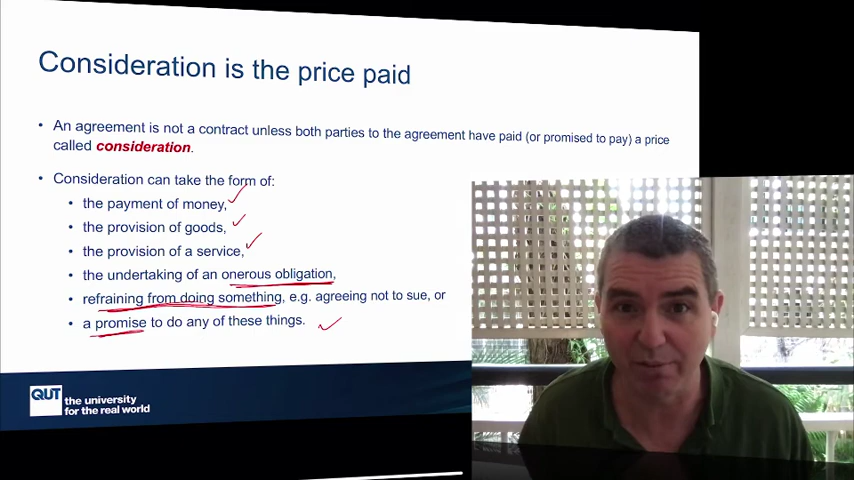 Consideration is the price paid
• An agreement is not a contract unless both parties to the agreement have paid (or promised to pay) a price
called consideration.
• Consideration can take the form of:
• the payment of money,
• the provision of goods,
• the provision of a service,
• the undertaking of an onerous obligation,
• refraining from doing something, e.g. agreeing not to sue, or
• a promise to do any of these things.
QUT
the university
for the real world